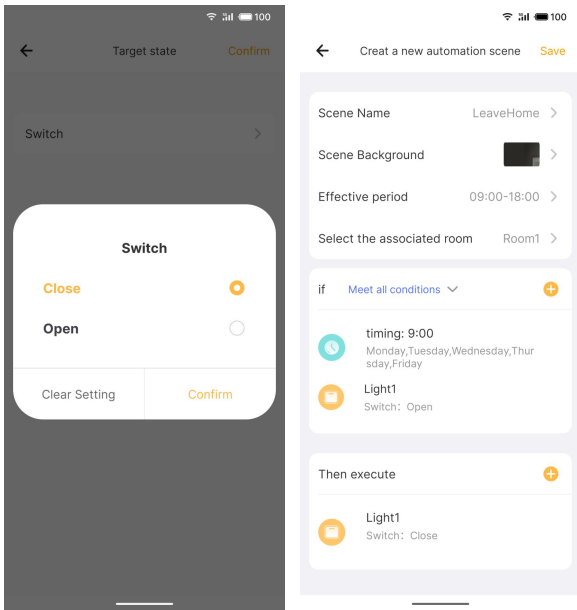 100
Target state
Confirm
Switch
Switch
Close
Open
Clear Setting
Confirm
100
Creat a new automation scene
Save
Scene Name
LeaveHome
Scene Background
Effective period
09:00-18:00
Select the associated room
Room1
if
Meet all conditions
timing: 9:00
Monday,Tuesday,Wednesday,Thur
sday,Friday
Light1
Switch: Open
Then execute
Light1
Switch: Close